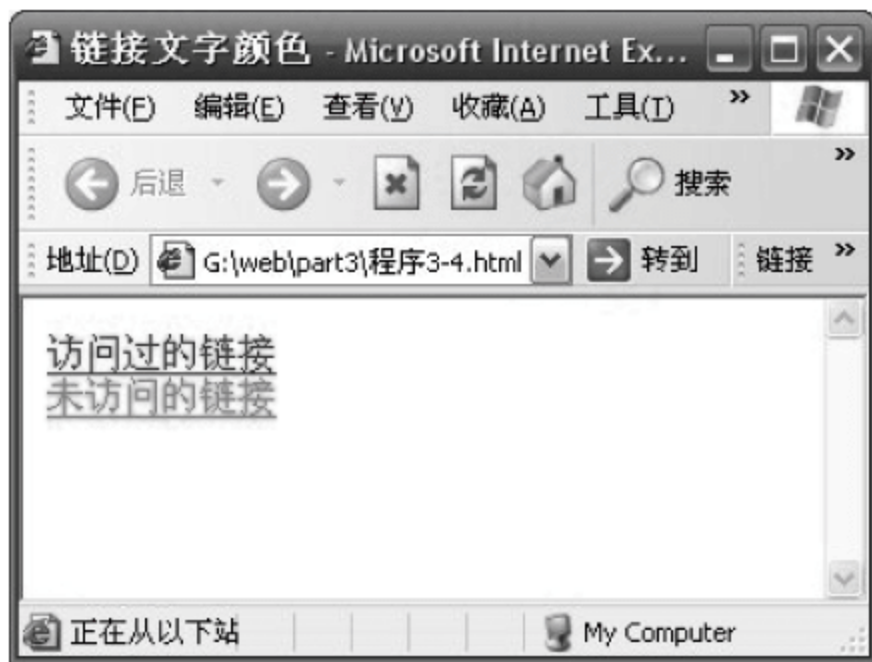 链接文字颜色 - Microsoft Internet Ex...
文件(F) 编辑(E) 查看(V) 收藏(A) 工具(T) »
后退 搜索 »
地址(D) G:\web\part3\程序3-4.html 转到 链接 »
访问过的链接
未访问的链接
正在从以下站 My Computer